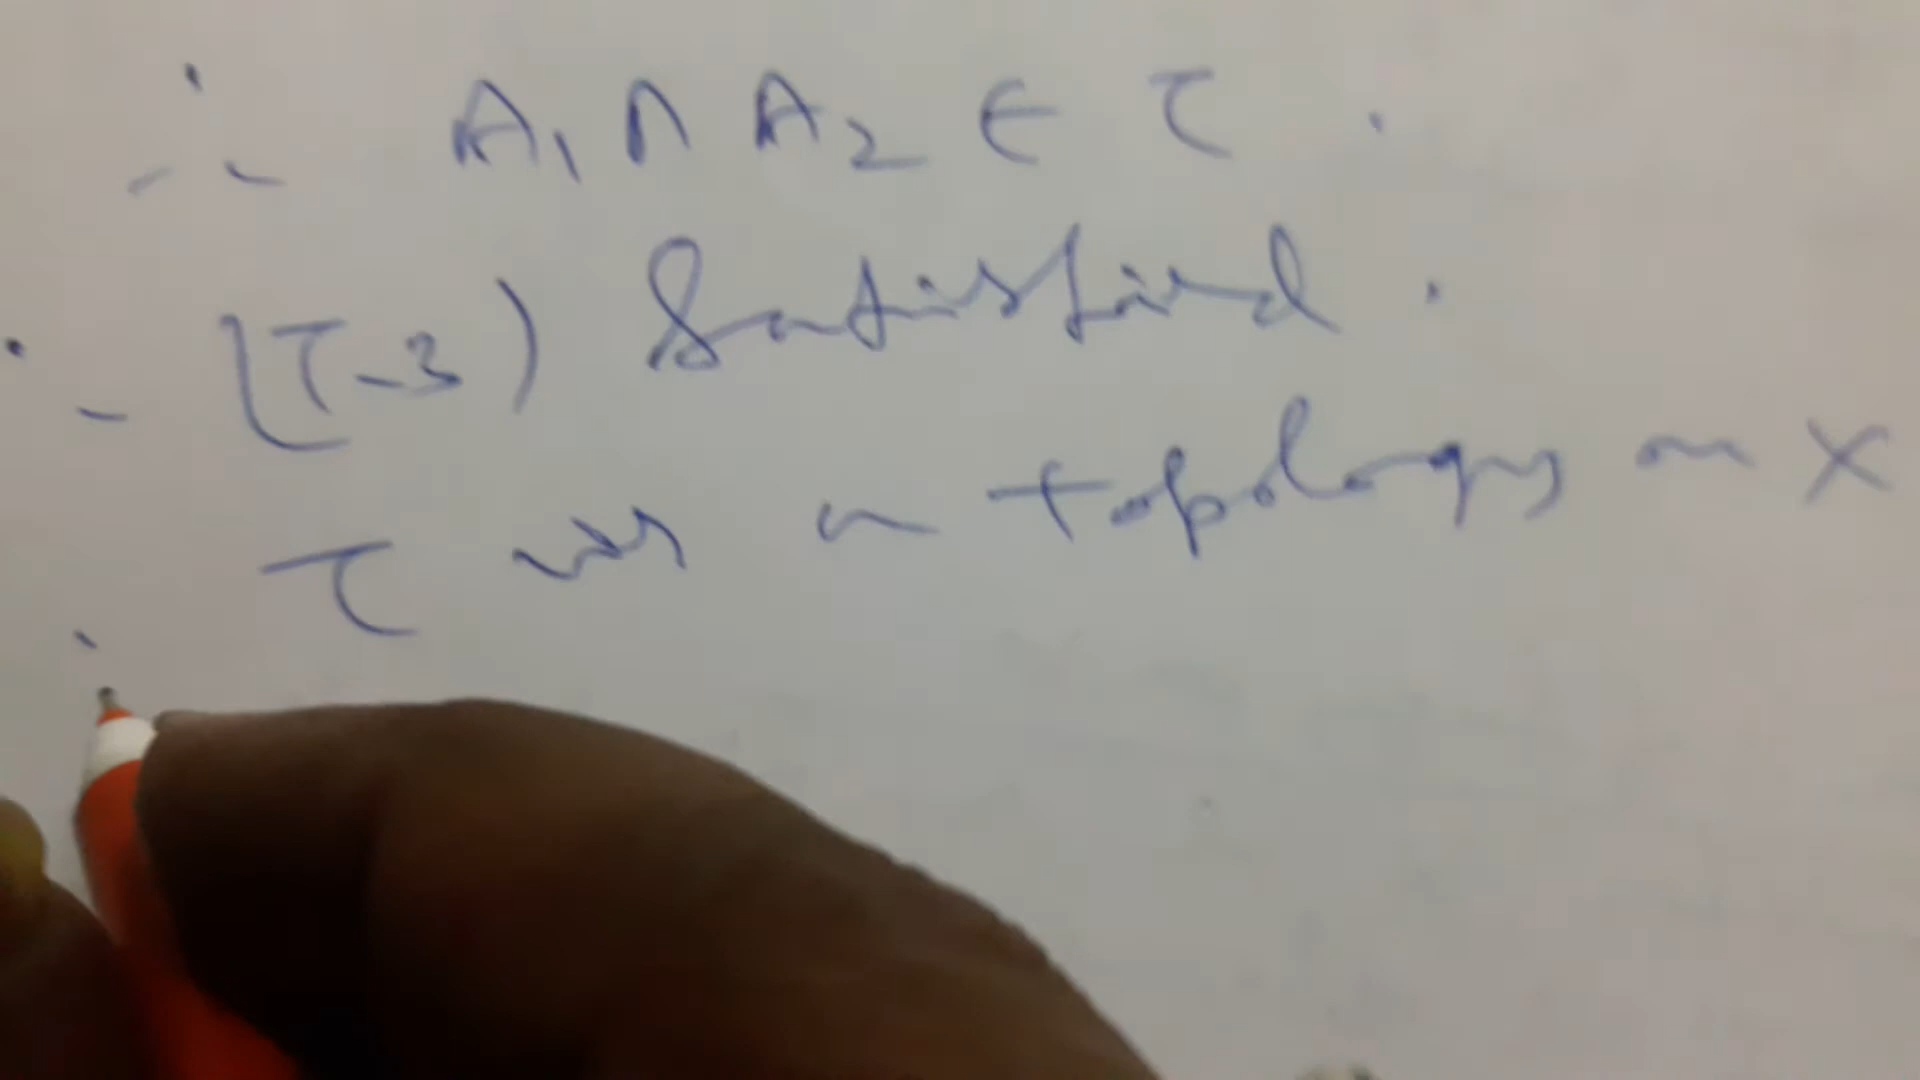 ∴ A₁ ∩ A₂ ∈ τ .
∴ (T-3) Satisfied .
τ is a topology on X